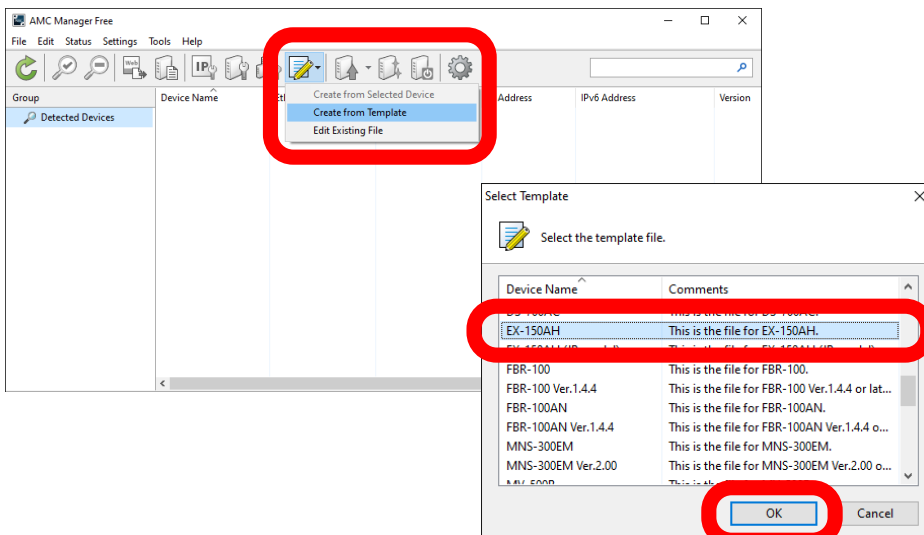 AMC Manager Free
File Edit Status Settings Tools Help
Web
IP
Group
Device Name
Address
IPv6 Address
Version
Detected Devices
Create from Selected Device
Create from Template
Edit Existing File
Select Template
Select the template file.
Device Name Comments
EX-150AH This is the file for EX-150AH.
FBR-100 This is the file for FBR-100.
FBR-100 Ver.1.4.4 This is the file for FBR-100 Ver.1.4.4 or lat...
FBR-100AN This is the file for FBR-100AN.
FBR-100AN Ver.1.4.4 This is the file for FBR-100AN Ver.1.4.4 o...
MNS-300EM This is the file for MNS-300EM.
MNS-300EM Ver.2.00 This is the file for MNS-300EM Ver.2.00 o...
OK Cancel